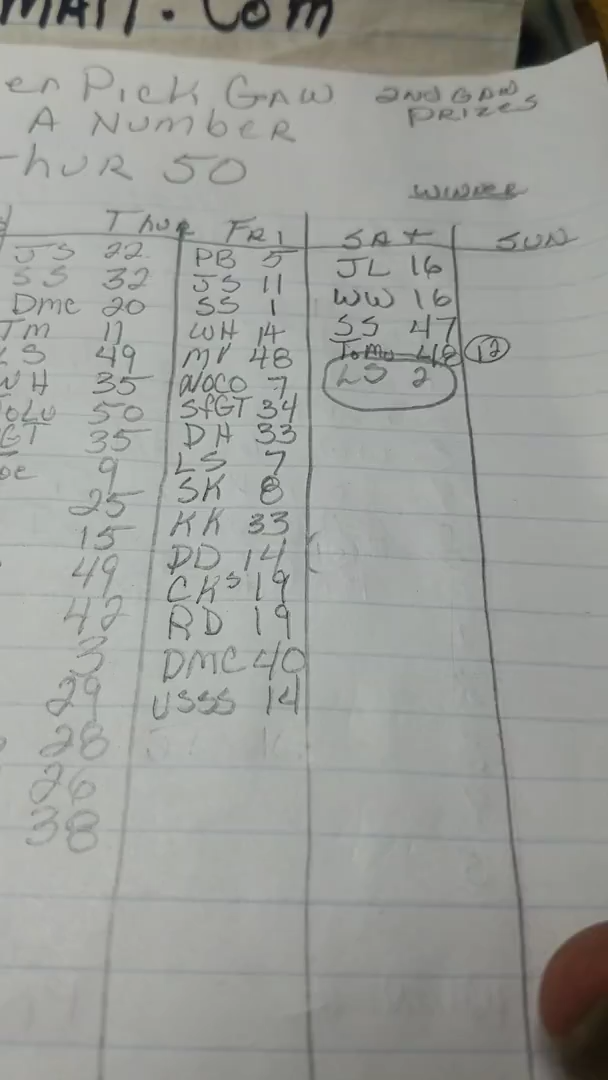 MAIl.Com
en Pick GAW 2ND GAW
A Number PRIZES
hUR 50
WINNER
Thur FRI SAt SUN
JS 22 PB 5 JL 16
SS 32 JS 11 WW 16
Dmc 20 SS 1 SS 47
Tm 11 WH 14 Tomu 48 12
LS 49 MV 48 LS 2
WH 35 NOCO 7
50 SFGT 34
GT 35 DH 33
9 LS 7
25 SK 8
15 KK 33
49 DD 14
42 CKS 19
3 RD 19
29 DMC 40
28 USSS 14
26
38